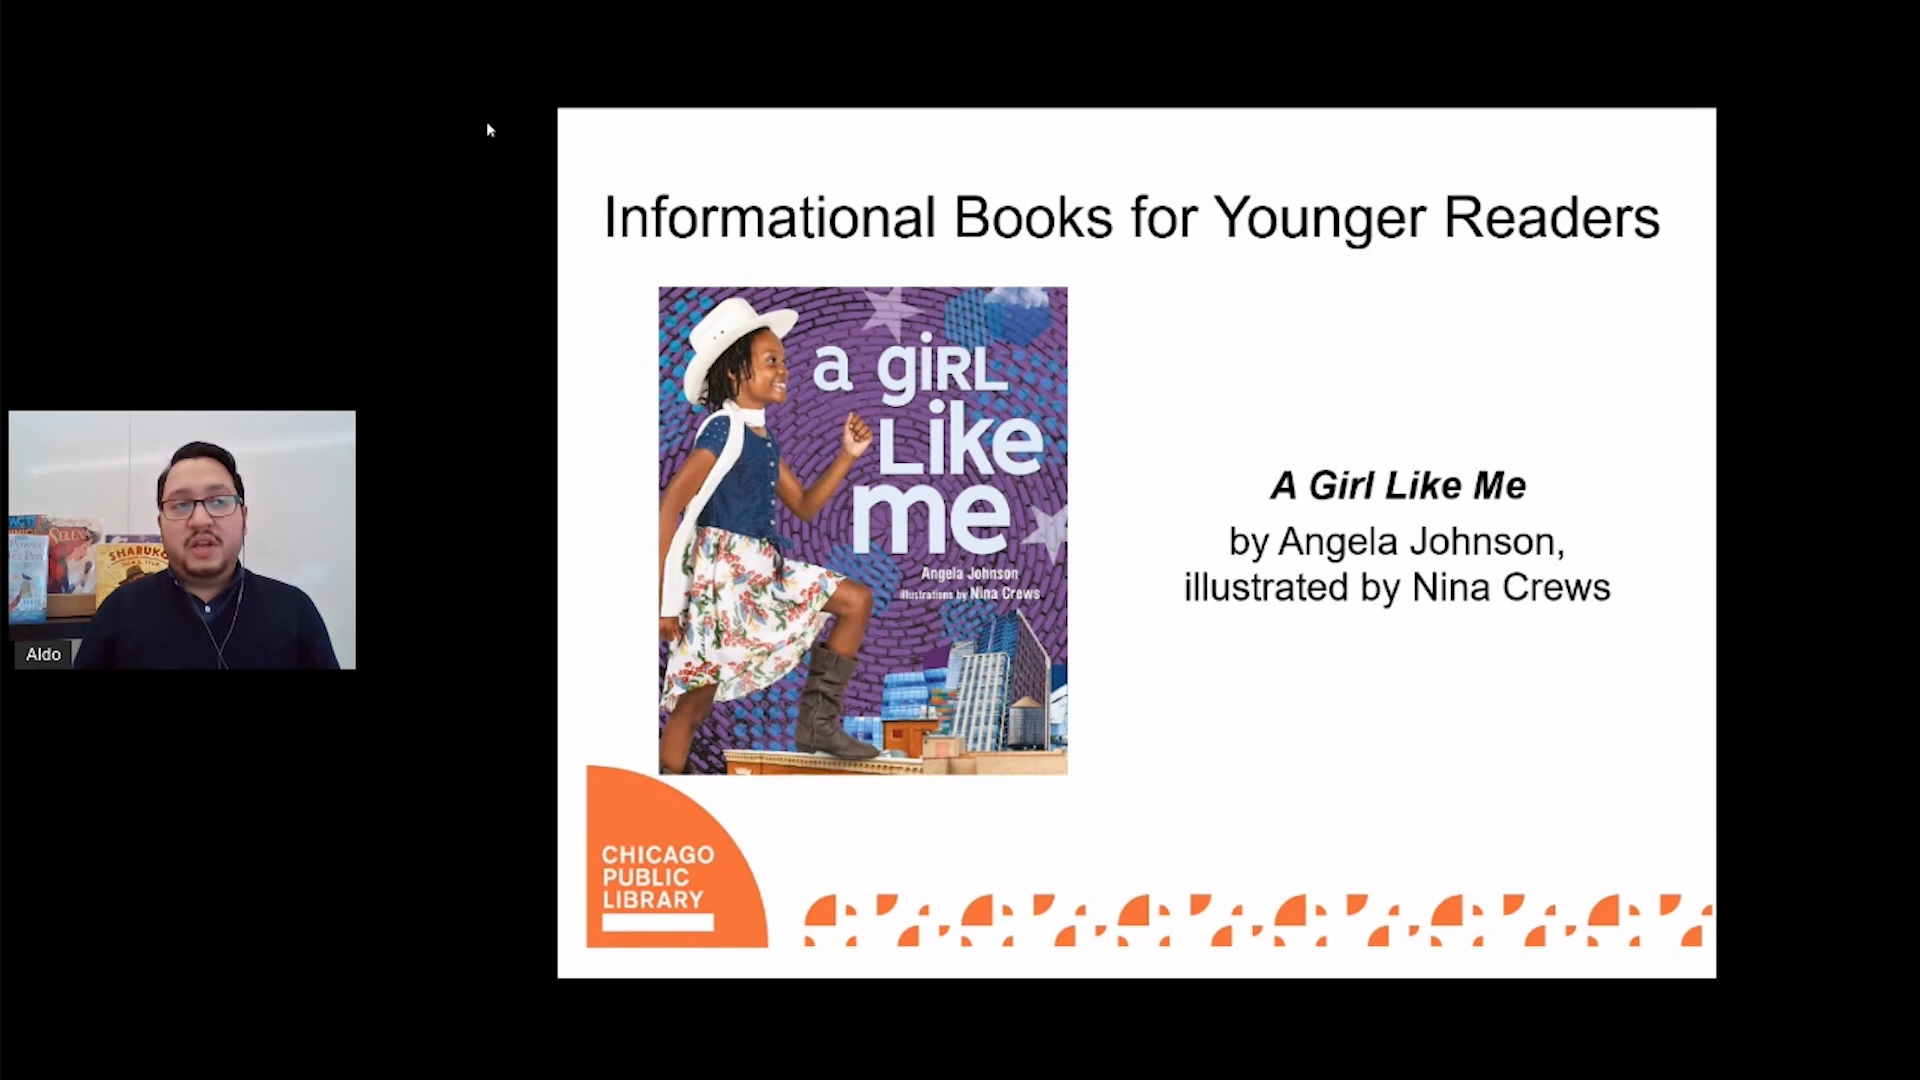 Informational Books for Younger Readers
a giRL
Like
me
Angela Johnson
illustrations by Nina Crews
A Girl Like Me
by Angela Johnson,
illustrated by Nina Crews
SHARUKO
Aldo
CHICAGO
PUBLIC
LIBRARY